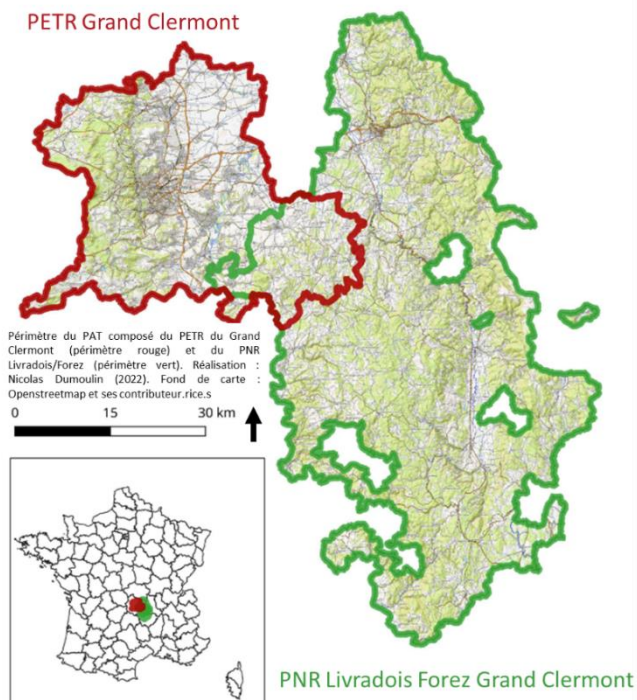 PETR Grand Clermont
Périmètre du PAT composé du PETR du Grand
Clermont (périmètre rouge) et du PNR
Livradois/Forez (périmètre vert). Réalisation :
Nicolas Dumoulin (2022). Fond de carte :
Openstreetmap et ses contributeur.rice.s
0 15 30 km
PNR Livradois Forez Grand Clermont